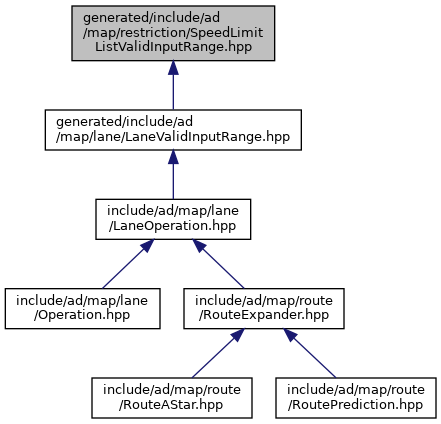 generated/include/ad
/map/restriction/SpeedLimit
ListValidInputRange.hpp
generated/include/ad
/map/lane/LaneValidInputRange.hpp
include/ad/map/lane
/LaneOperation.hpp
include/ad/map/lane
/Operation.hpp
include/ad/map/route
/RouteExpander.hpp
include/ad/map/route
/RouteAStar.hpp
include/ad/map/route
/RoutePrediction.hpp